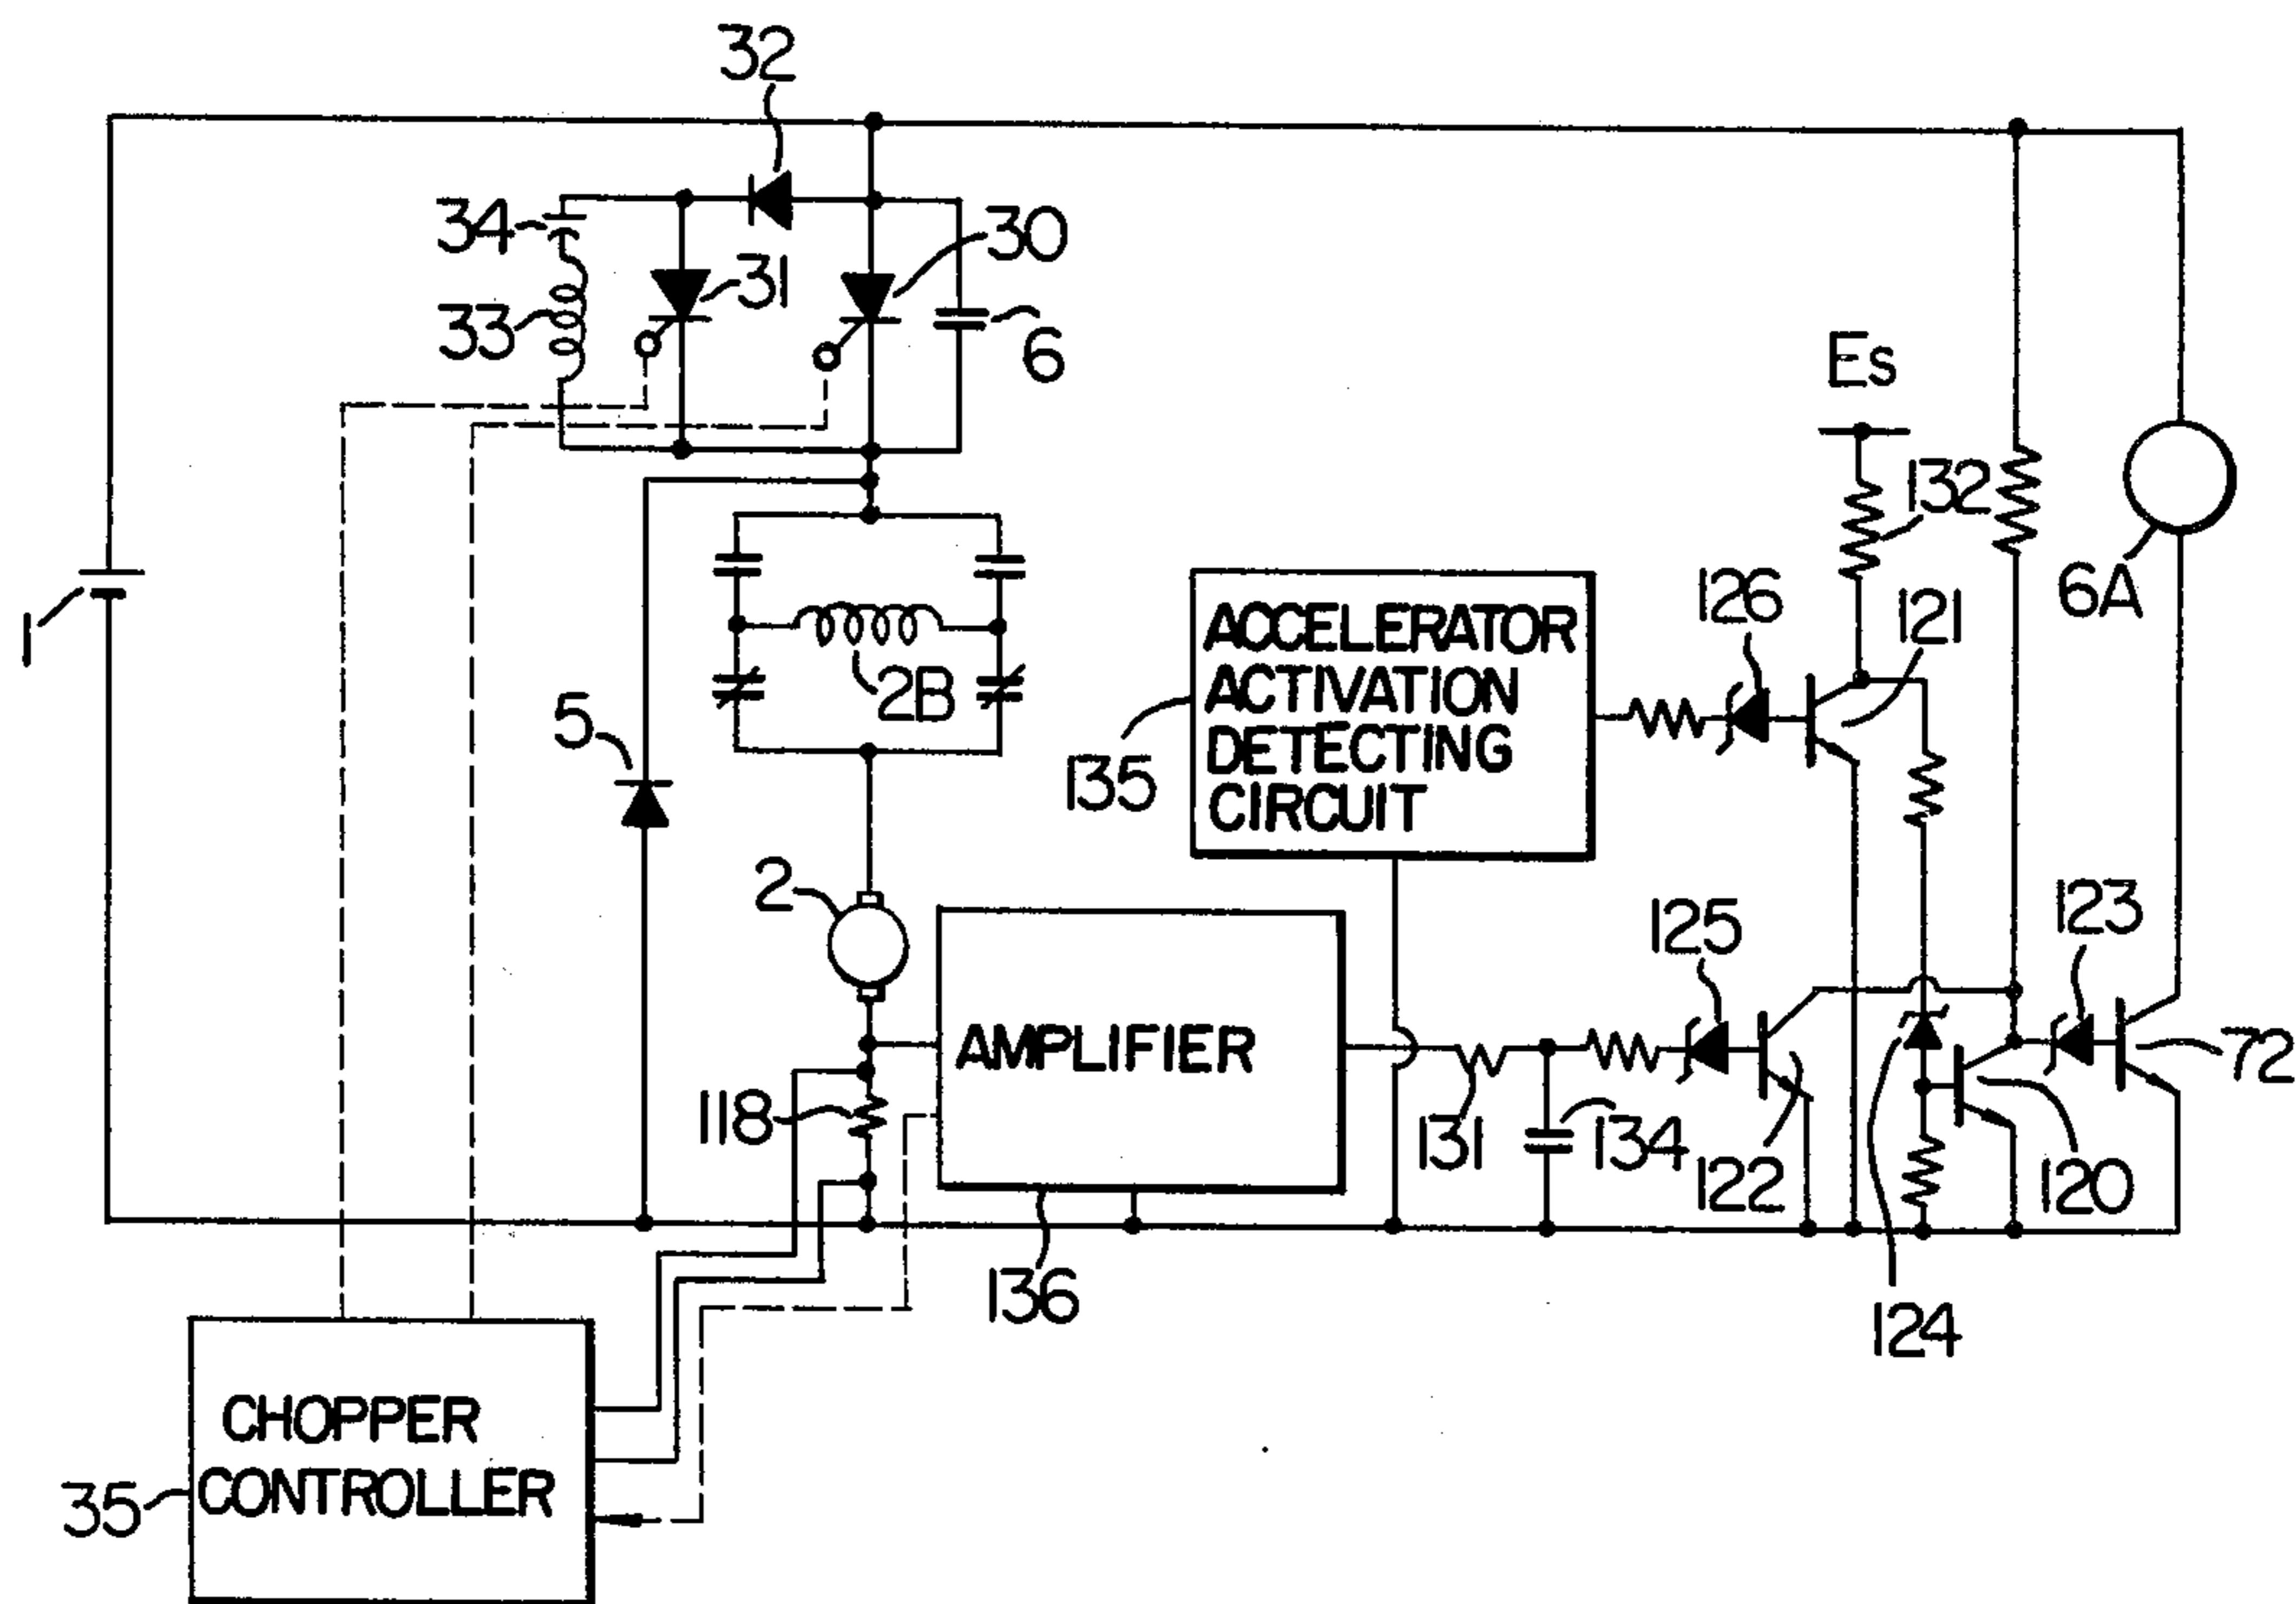 32
34
30
31
33
6
Es
132
1
126
121
6A
ACCELERATOR
ACTIVATION
DETECTING
CIRCUIT
2B
5
135
2
125
123
AMPLIFIER
72
118
131
134
122
120
136
124
CHOPPER
CONTROLLER
35